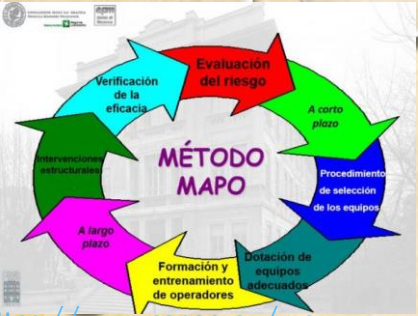 MÉTODO
MAPO
Evaluación
del riesgo
A corto
plazo
Procedimiento
de selección
de los equipos
Dotación de
equipos
adecuados
Formación y
entrenamiento
de operadores
A largo
plazo
Intervenciones
estructurales
Verificación
de la
eficacia